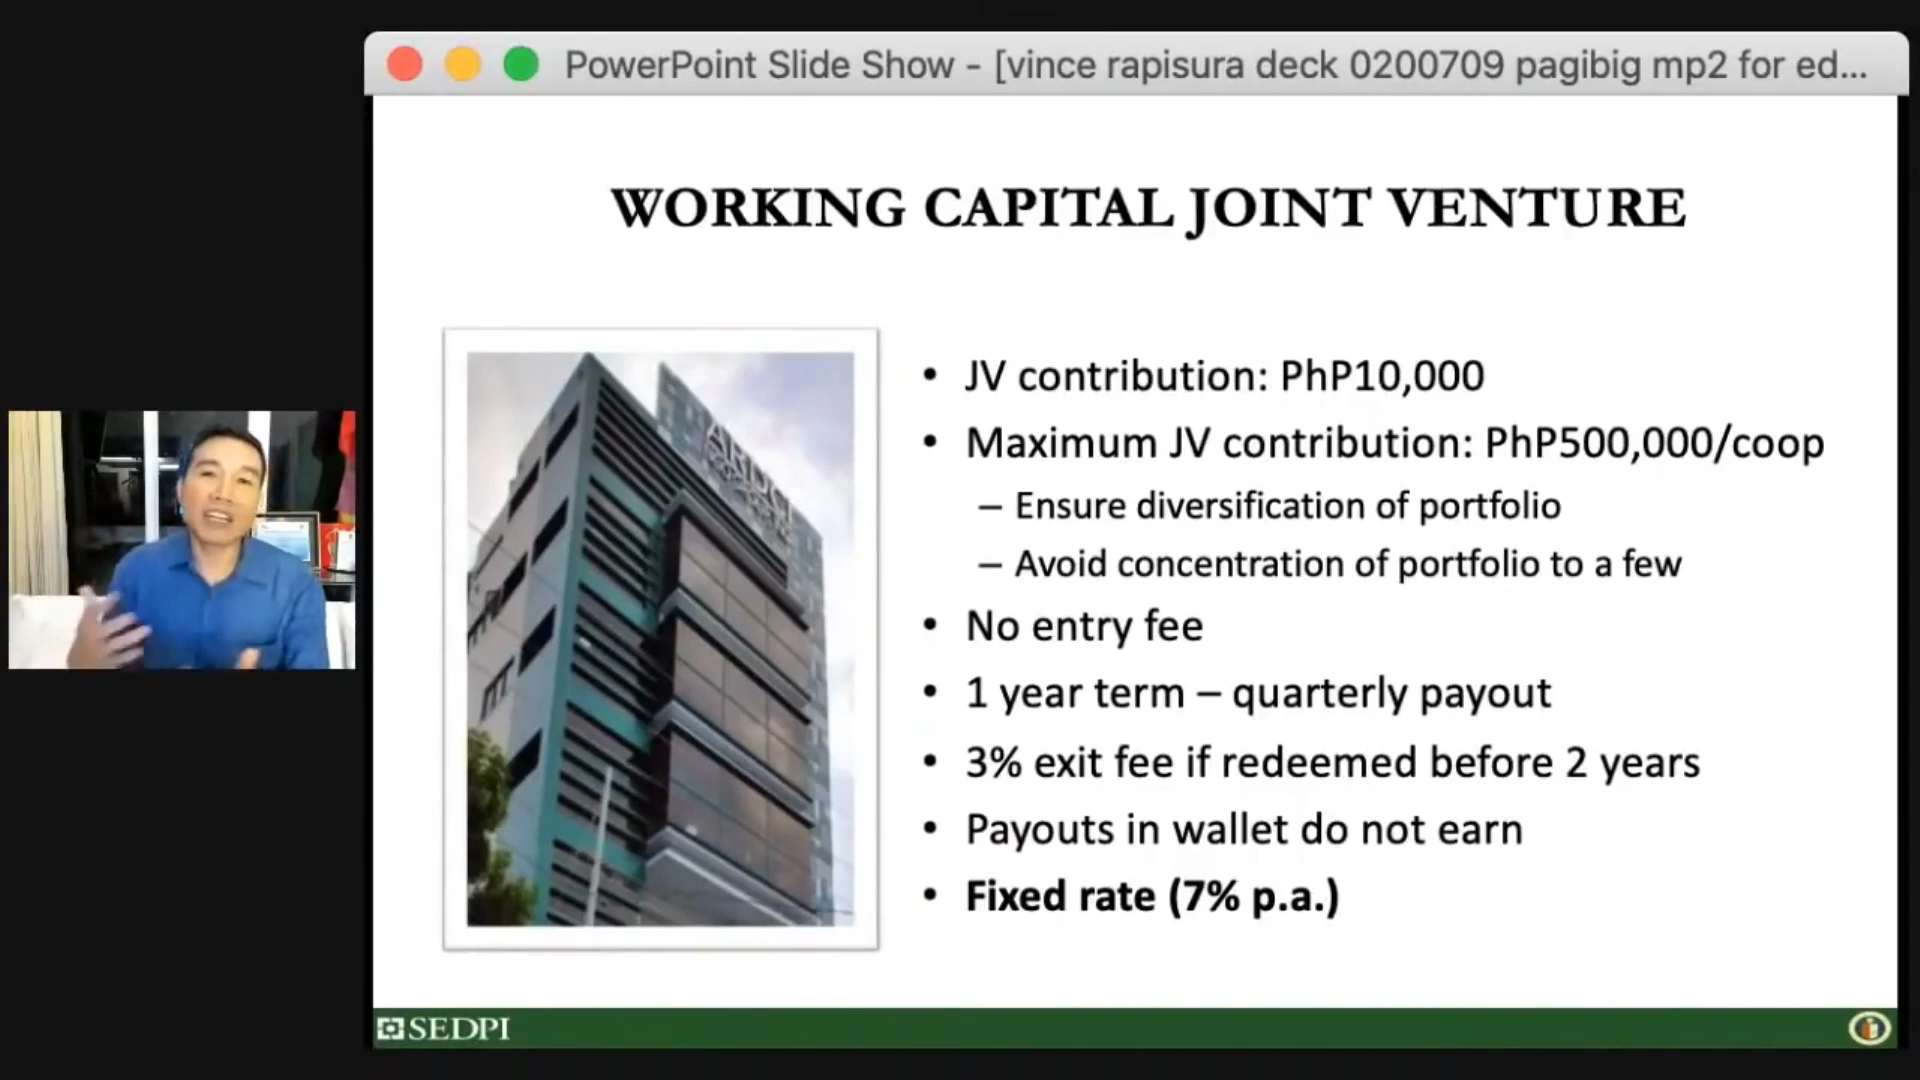 PowerPoint Slide Show - [vince rapisura deck 0200709 pagibig mp2 for ed...
WORKING CAPITAL JOINT VENTURE
ARDCI
• JV contribution: PhP10,000
• Maximum JV contribution: PhP500,000/coop
– Ensure diversification of portfolio
– Avoid concentration of portfolio to a few
• No entry fee
• 1 year term – quarterly payout
• 3% exit fee if redeemed before 2 years
• Payouts in wallet do not earn
• Fixed rate (7% p.a.)
SEDPI